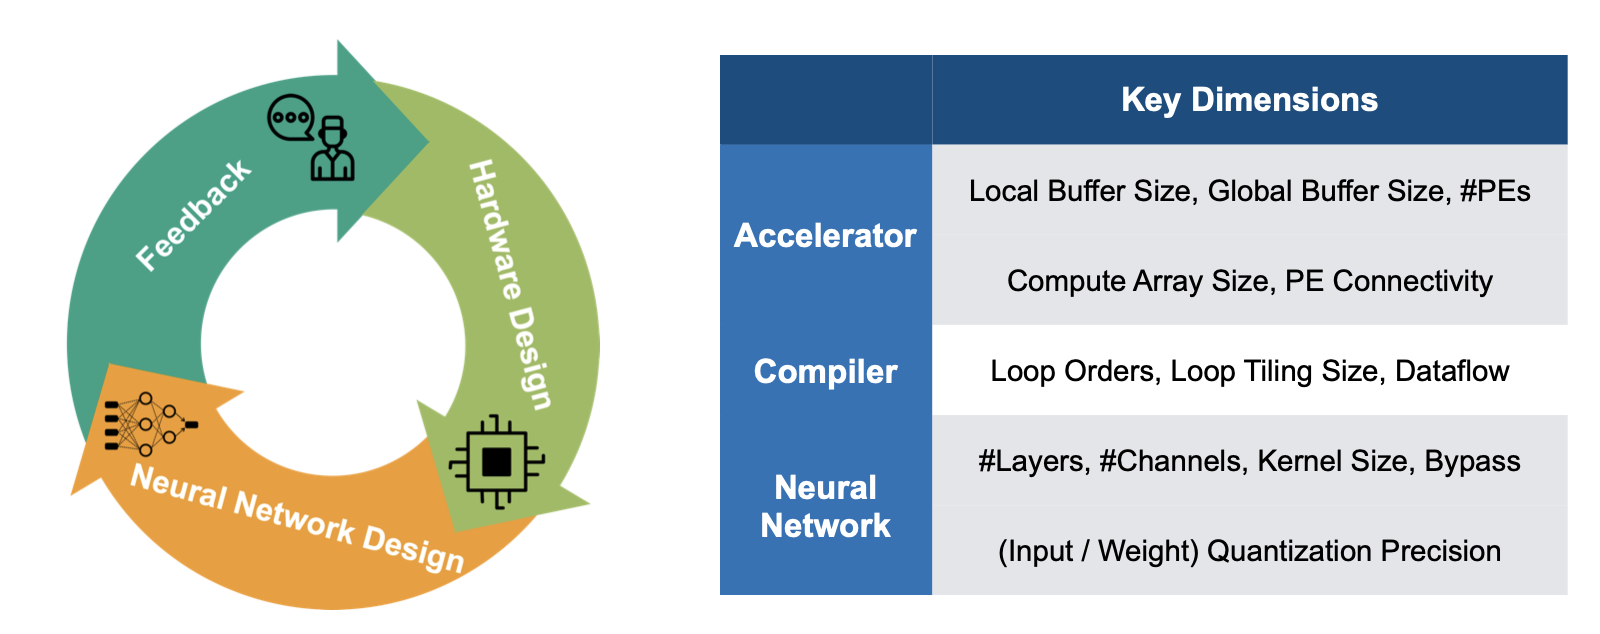 Feedback
Hardware Design
Neural Network Design
Key Dimensions
Accelerator
Local Buffer Size, Global Buffer Size, #PEs
Compute Array Size, PE Connectivity
Compiler
Loop Orders, Loop Tiling Size, Dataflow
Neural
Network
#Layers, #Channels, Kernel Size, Bypass
(Input / Weight) Quantization Precision